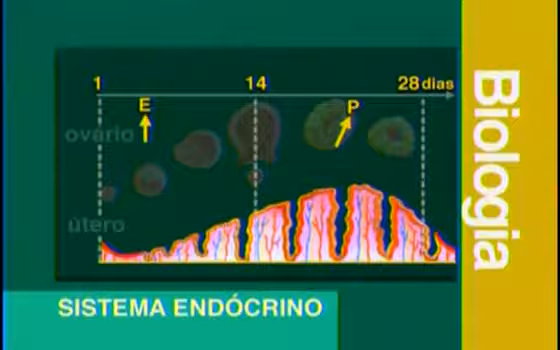 1 14 28 dias
E P
ovário
útero
SISTEMA ENDÓCRINO
Biologia